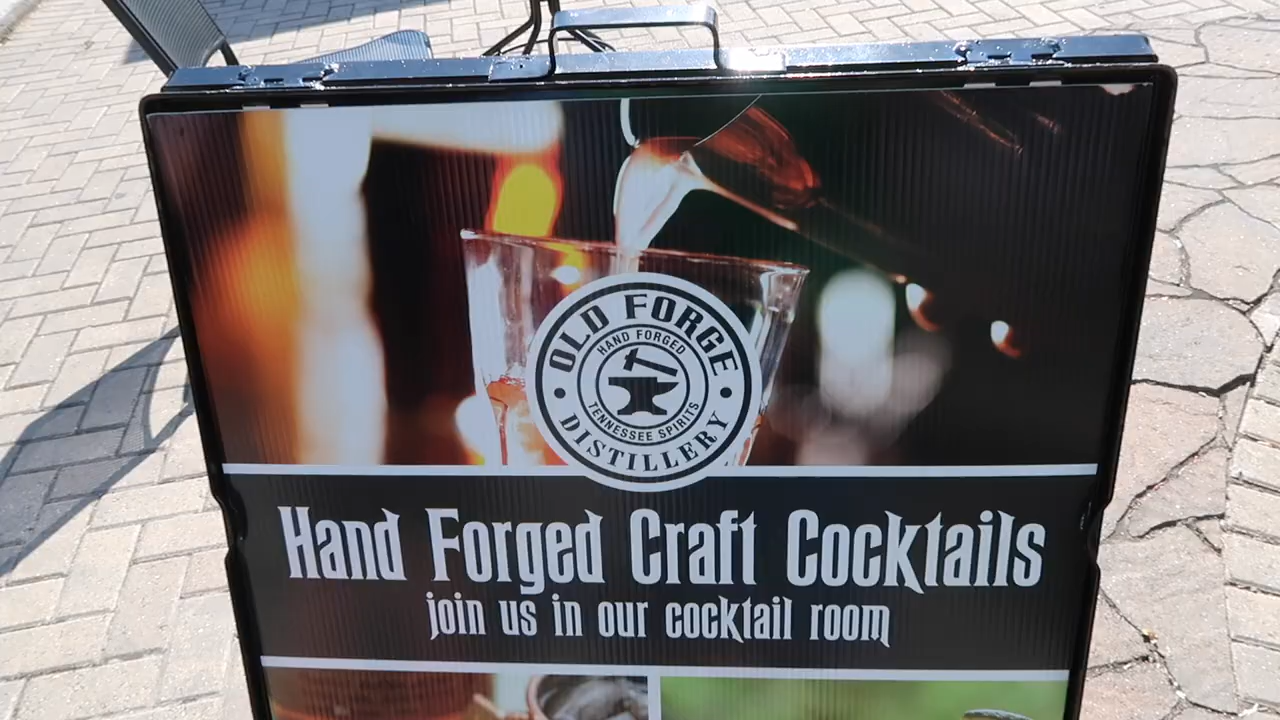 OLD FORGE
HAND FORGED
TENNESSEE SPIRITS
DISTILLERY
Hand Forged Craft Cocktails
join us in our cocktail room